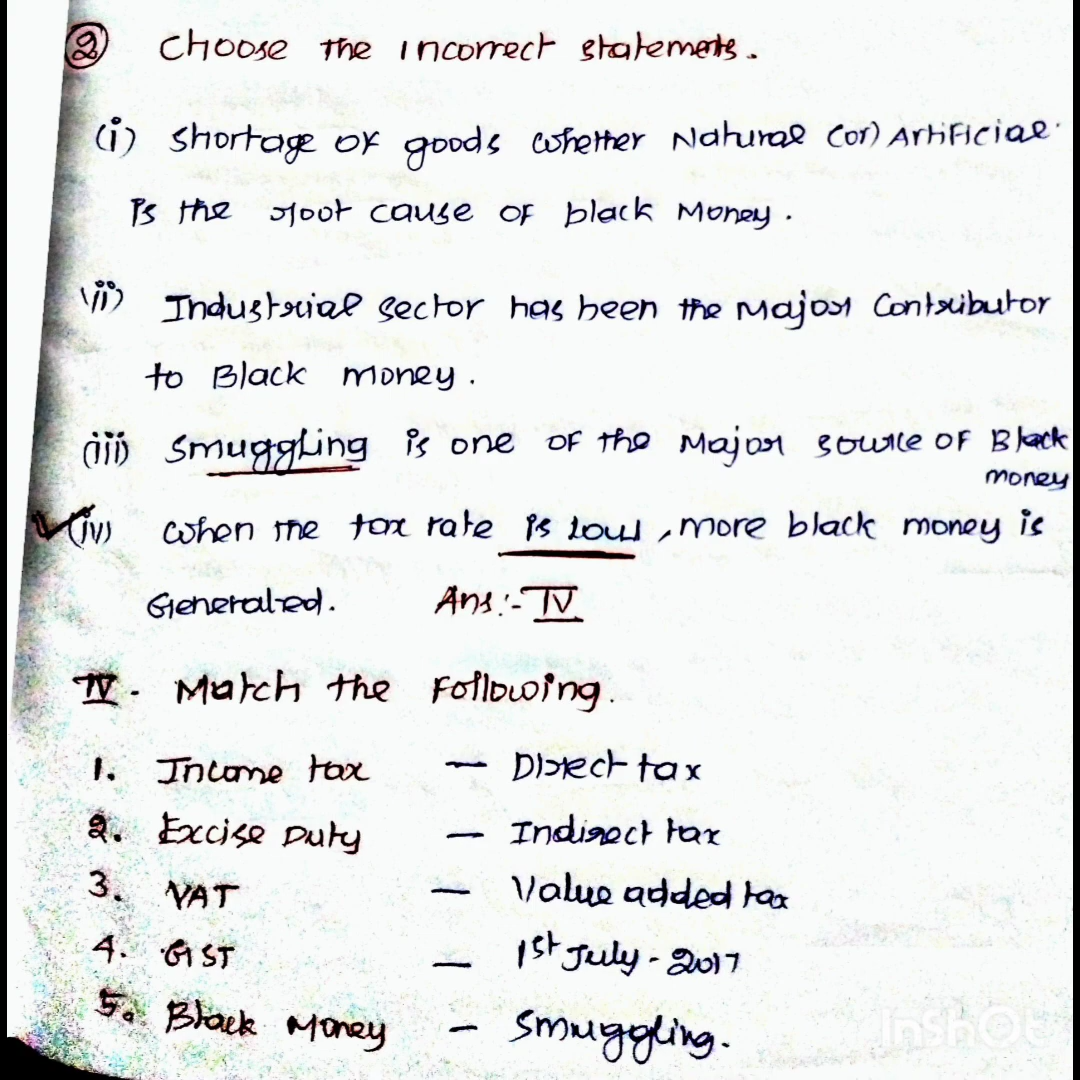 ② Choose the incorrect statements.
(i) Shortage of goods whether Natural (or) Artificial
is the root cause of black Money.
(ii) Industrial sector has been the Major Contributor
to Black money.
(iii) Smuggling is one of the Major source of Black
money
(iv) When the tax rate is low, more black money is
Generated. Ans:- IV
IV. Match the Following.
1. Income tax – Direct tax
2. Excise Duty – Indirect tax
3. VAT – Value added tax
4. GST – 1st July - 2017
5. Black Money – Smuggling.
InShOt